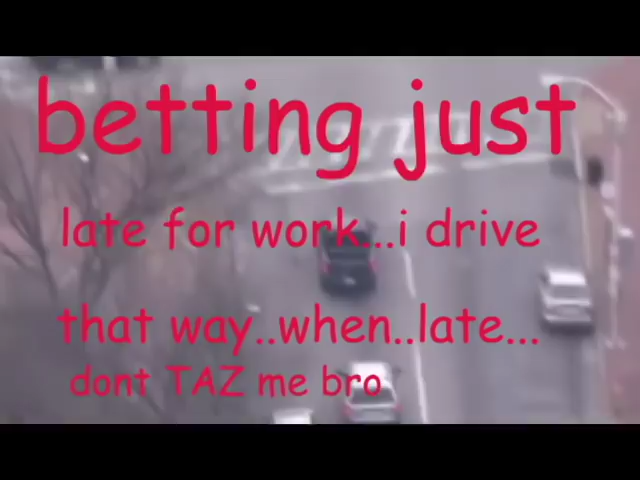 betting just
late for work...i drive
that way..when..late...
dont TAZ me bro